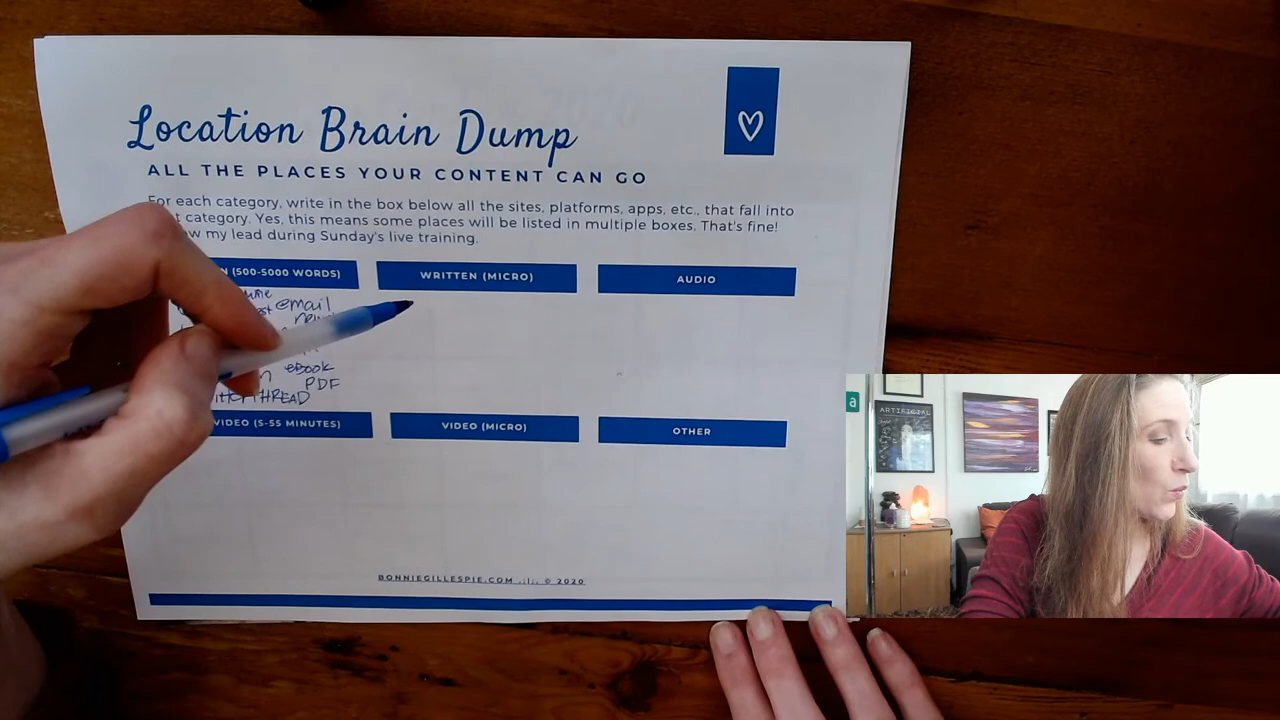 Location Brain Dump
ALL THE PLACES YOUR CONTENT CAN GO
For each category, write in the box below all the sites, platforms, apps, etc., that fall into
category. Yes, this means some places will be listed in multiple boxes. That's fine!
my lead during Sunday's live training.
(500-5000 WORDS)
WRITTEN (MICRO)
AUDIO
@mail
eBook
PDF
THREAD
VIDEO (5-55 MINUTES)
VIDEO (MICRO)
OTHER
BONNIEGILLESPIE.COM .:|:. © 2020
a
ARTIFICIAL